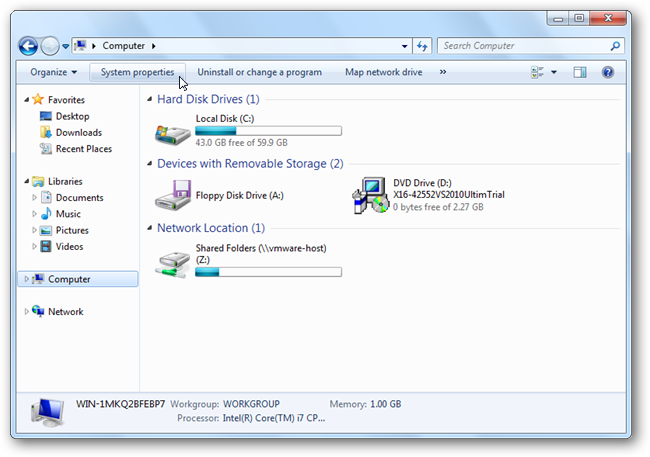 Computer
Search Computer
Organize
System properties
Uninstall or change a program
Map network drive
»
Favorites
Desktop
Downloads
Recent Places
Libraries
Documents
Music
Pictures
Videos
Computer
Network
Hard Disk Drives (1)
Local Disk (C:)
43.0 GB free of 59.9 GB
Devices with Removable Storage (2)
Floppy Disk Drive (A:)
DVD Drive (D:)
X16-42552VS2010UltimTrial
0 bytes free of 2.27 GB
Network Location (1)
Shared Folders (\\vmware-host)
(Z:)
WIN-1MKQ2BFEBP7 Workgroup: WORKGROUP Memory: 1.00 GB
Processor: Intel(R) Core(TM) i7 CP...